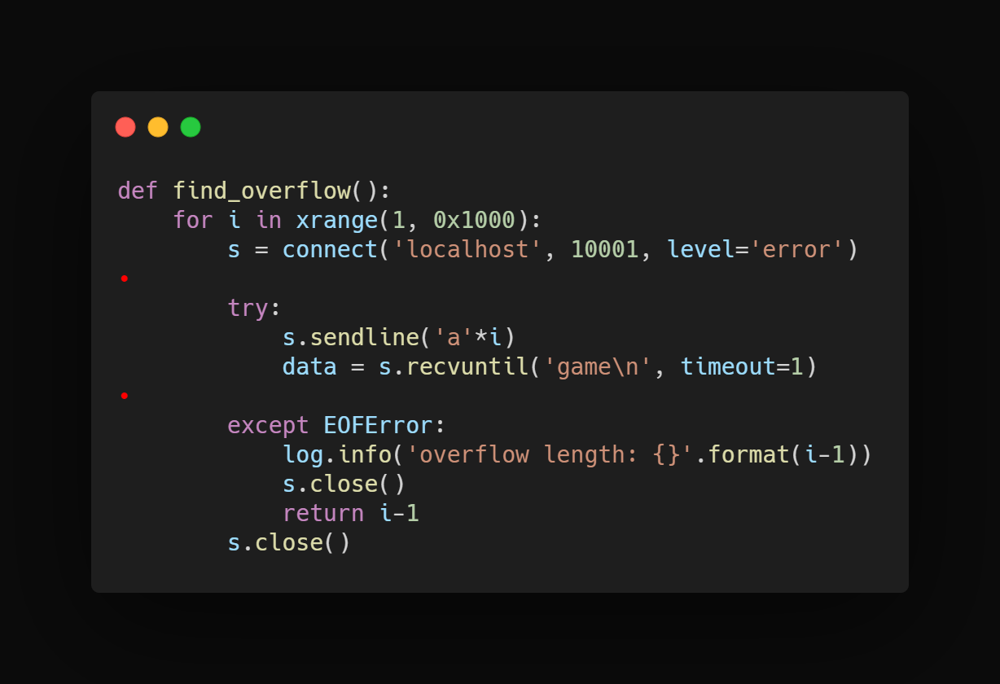 def find_overflow():
    for i in xrange(1, 0x1000):
        s = connect('localhost', 10001, level='error')
        try:
            s.sendline('a'*i)
            data = s.recvuntil('game\n', timeout=1)
        except EOFError:
            log.info('overflow length: {}'.format(i-1))
            s.close()
            return i-1
        s.close()